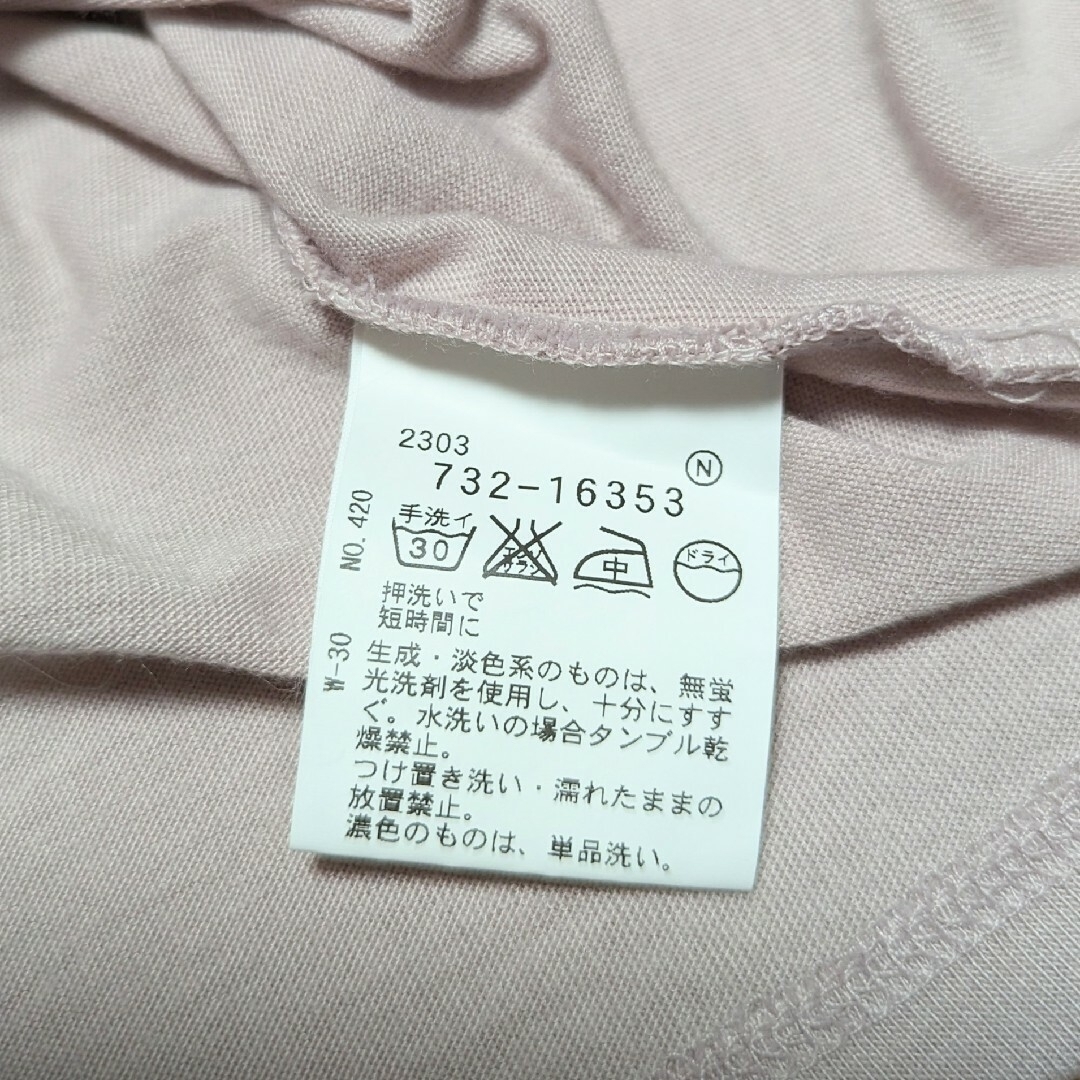 2303
732-16353 N
NO. 420
手洗イ
30
エンソ
サラシ
中
ドライ
押洗いで
短時間に
W-30
生成・淡色系のものは、無蛍
光洗剤を使用し、十分にすす
ぐ。水洗いの場合タンブル乾
燥禁止。
つけ置き洗い・濡れたままの
放置禁止。
濃色のものは、単品洗い。